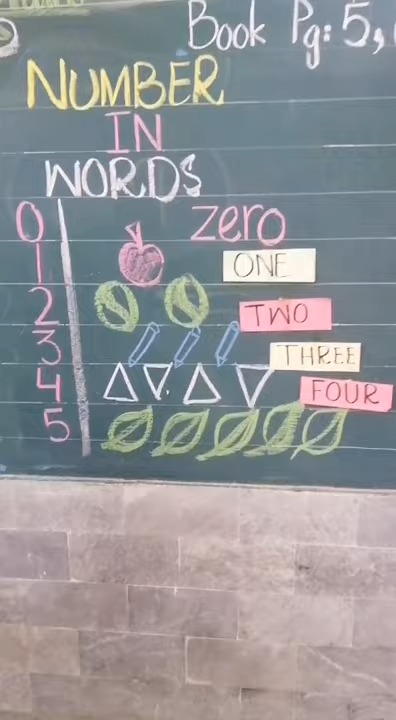 Book Pg: 5,
NUMBER
IN
WORDS
0 zero
1 ONE
2 TWO
3 THREE
4 FOUR
5